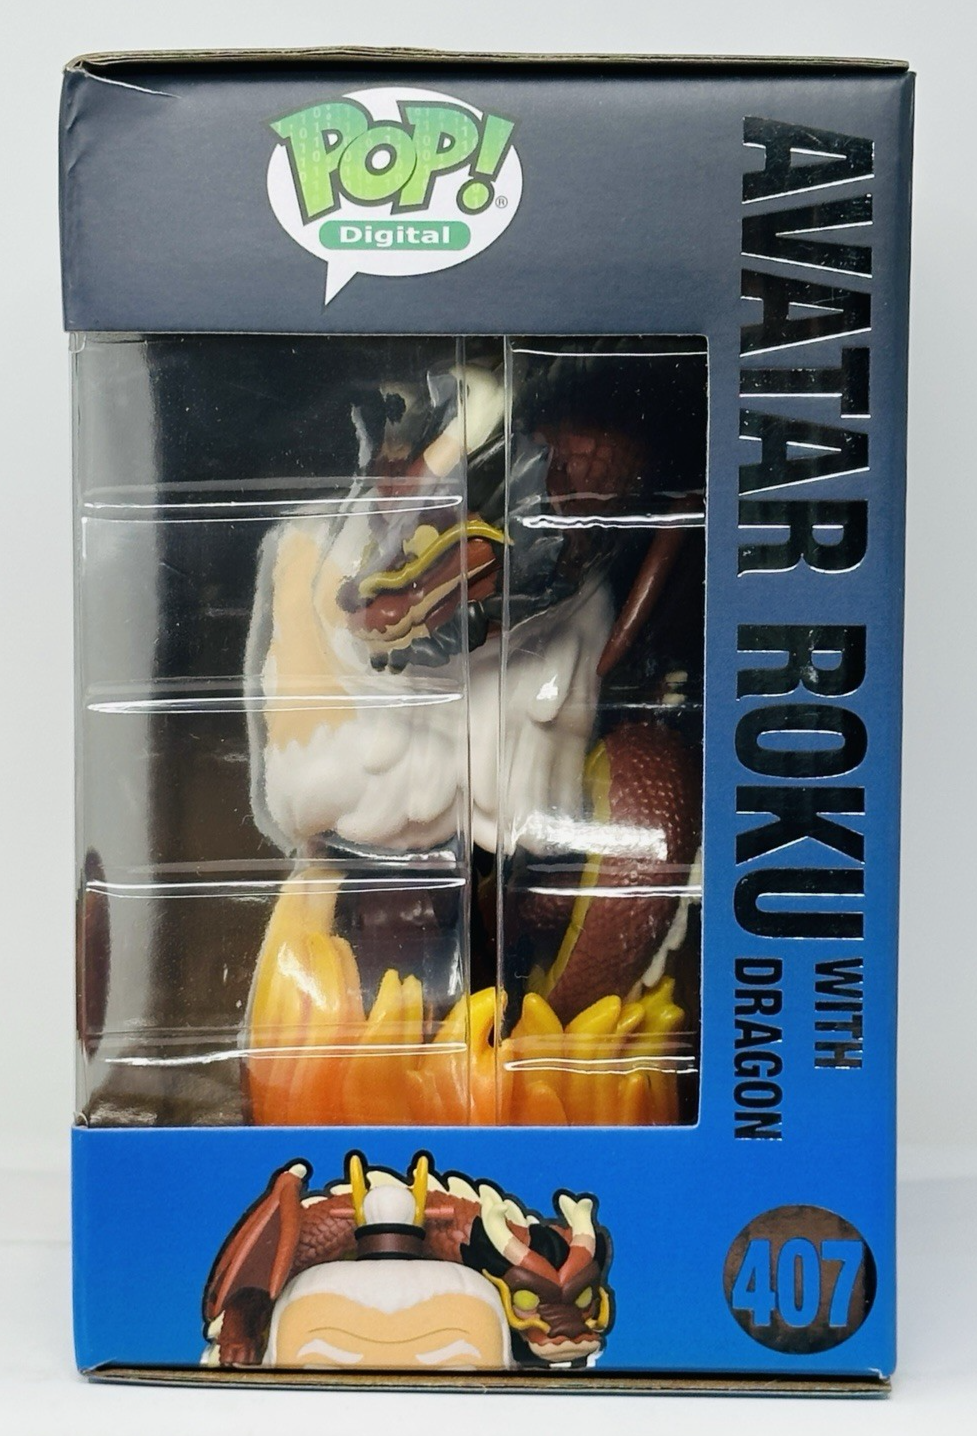 POP!®
Digital
AVATAR ROKU WITH
DRAGON
407